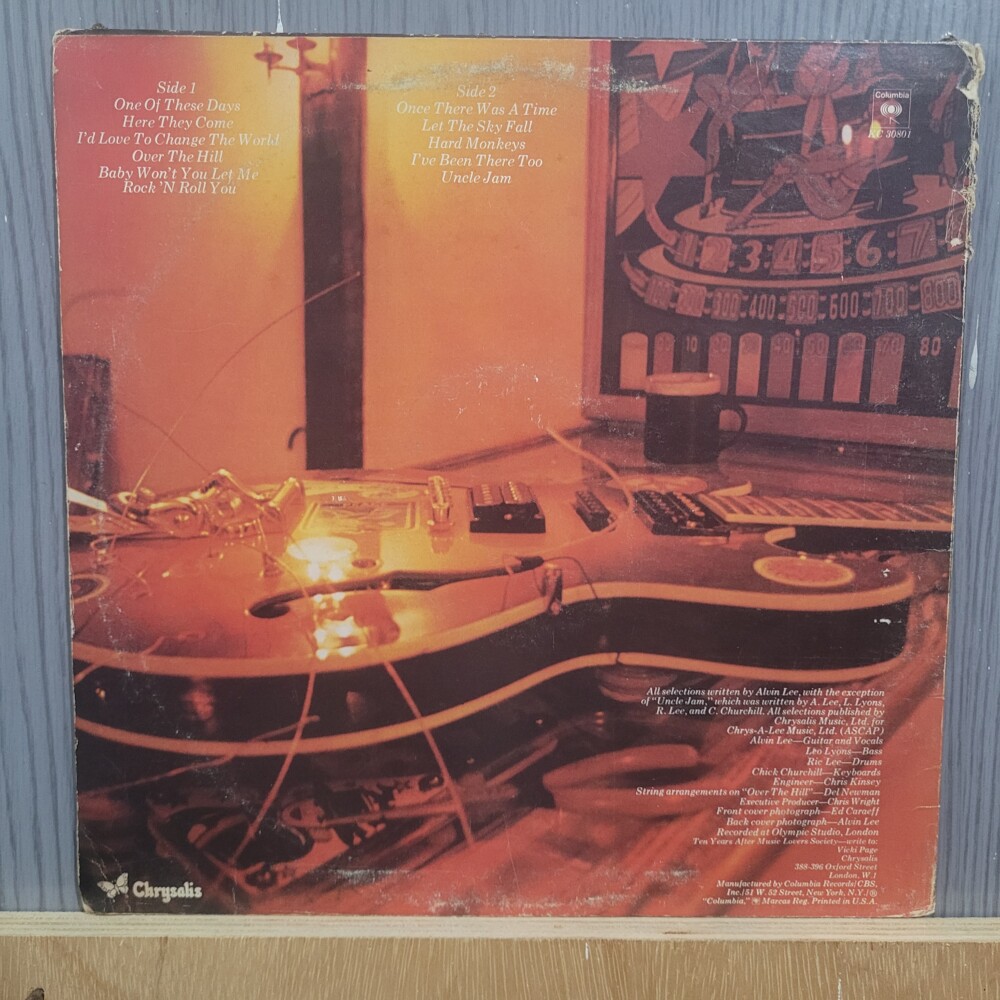 Side 1
One Of These Days
Here They Come
I'd Love To Change The World
Over The Hill
Baby Won't You Let Me
Rock 'N Roll You
Side 2
Once There Was A Time
Let The Sky Fall
Hard Monkeys
I've Been There Too
Uncle Jam
Columbia
KC 30801
1 2 3 4 5 6 7
300 400 500 600 700 800
10 80
All selections written by Alvin Lee, with the exception
of "Uncle Jam," which was written by A. Lee, L. Lyons,
R. Lee, and C. Churchill. All selections published by
Chrysalis Music, Ltd. for
Chrys-A-Lee Music, Ltd. (ASCAP)
Alvin Lee—Guitar and Vocals
Leo Lyons—Bass
Ric Lee—Drums
Chick Churchill—Keyboards
Engineer—Chris Kinsey
String arrangements on "Over The Hill"—Del Newman
Executive Producer—Chris Wright
Front cover photograph—Ed Caraeff
Back cover photograph—Alvin Lee
Recorded at Olympic Studio, London
Ten Years After Music Lovers Society—write to:
Vicki Page
Chrysalis
388-396 Oxford Street
London, W.1
Manufactured by Columbia Records/CBS,
Inc./51 W. 52 Street, New York, N.Y./℗
"Columbia," Marcas Reg. Printed in U.S.A.
Chrysalis